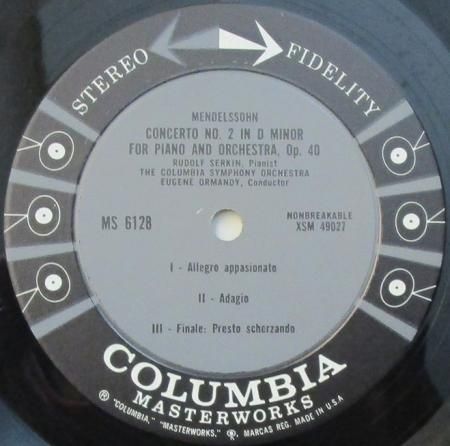 STEREO FIDELITY
MENDELSSOHN
CONCERTO NO. 2 IN D MINOR
FOR PIANO AND ORCHESTRA, Op. 40
RUDOLF SERKIN, Pianist
THE COLUMBIA SYMPHONY ORCHESTRA
EUGENE ORMANDY, Conductor
MS 6128
NONBREAKABLE
XSM 49027
I - Allegro appasionato
II - Adagio
III - Finale: Presto scherzando
COLUMBIA
MASTERWORKS
® "COLUMBIA," "MASTERWORKS," Ⓟ. MARCAS REG. MADE IN U.S.A